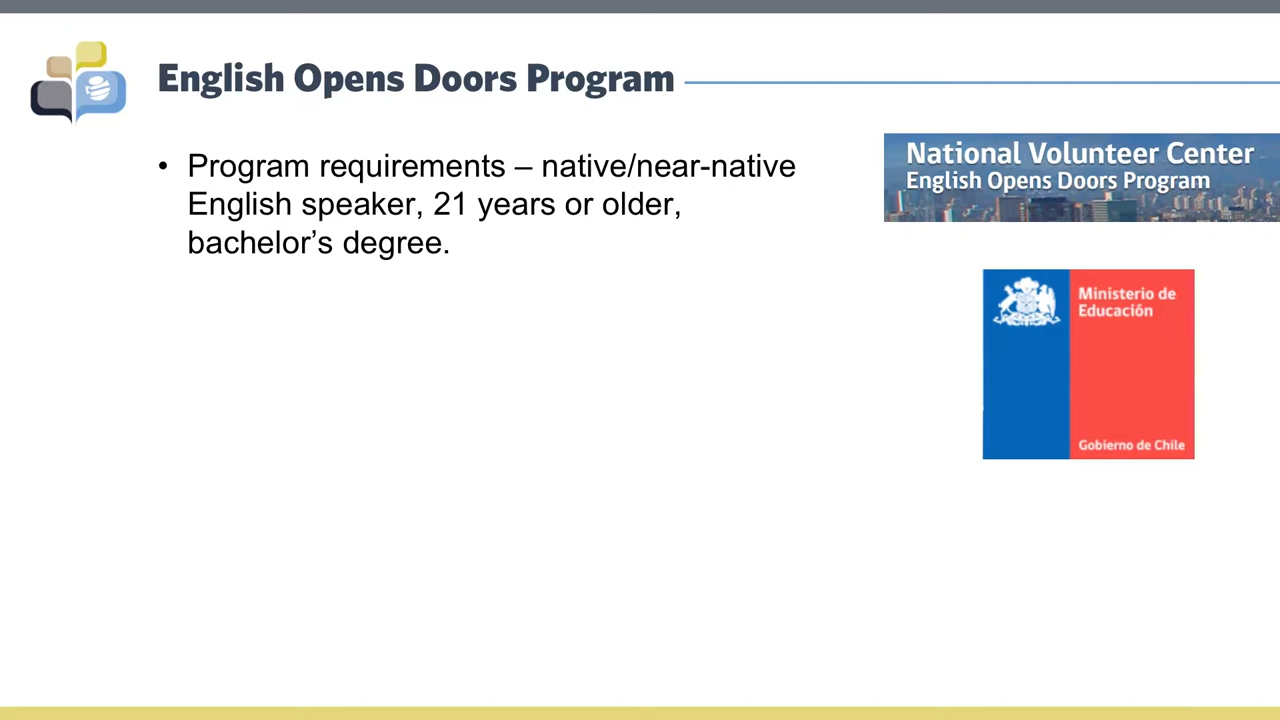 English Opens Doors Program
• Program requirements – native/near-native
English speaker, 21 years or older,
bachelor’s degree.
National Volunteer Center
English Opens Doors Program
Ministerio de
Educación
Gobierno de Chile